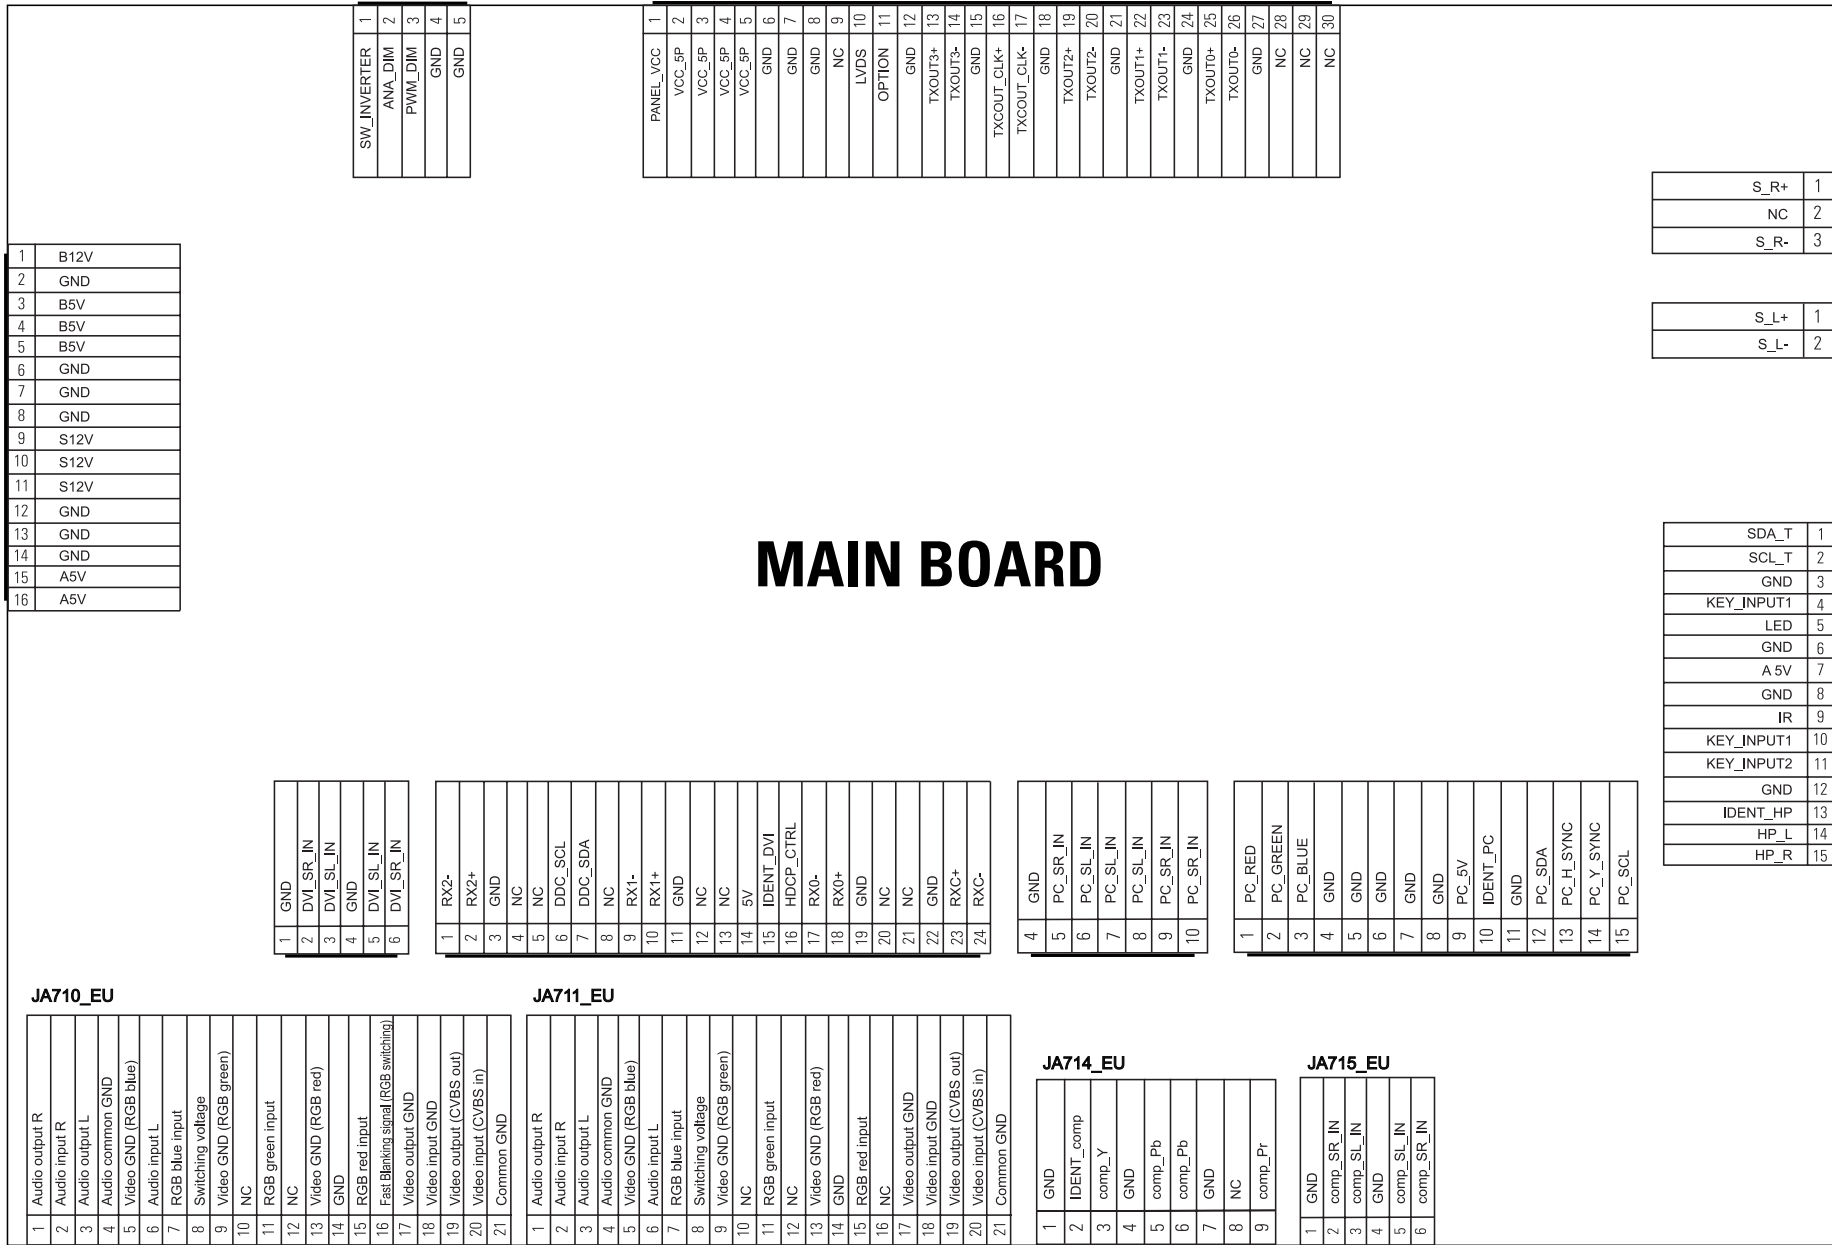 1 SW_INVERTER
2 ANA_DIM
3 PWM_DIM
4 GND
5 GND
1 PANEL_VCC
2 VCC_5P
3 VCC_5P
4 VCC_5P
5 VCC_5P
6 GND
7 GND
8 GND
9 NC
10 LVDS
11 OPTION
12 GND
13 TXOUT3+
14 TXOUT3-
15 GND
16 TXCOUT_CLK+
17 TXCOUT_CLK-
18 GND
19 TXOUT2+
20 TXOUT2-
21 GND
22 TXOUT1+
23 TXOUT1-
24 GND
25 TXOUT0+
26 TXOUT0-
27 GND
28 NC
29 NC
30 NC
S_R+ 1
NC 2
S_R- 3
S_L+ 1
S_L- 2
1 B12V
2 GND
3 B5V
4 B5V
5 B5V
6 GND
7 GND
8 GND
9 S12V
10 S12V
11 S12V
12 GND
13 GND
14 GND
15 A5V
16 A5V
MAIN BOARD
SDA_T 1
SCL_T 2
GND 3
KEY_INPUT1 4
LED 5
GND 6
A 5V 7
GND 8
IR 9
KEY_INPUT1 10
KEY_INPUT2 11
GND 12
IDENT_HP 13
HP_L 14
HP_R 15
1 GND
2 DVI_SR_IN
3 DVI_SL_IN
4 GND
5 DVI_SL_IN
6 DVI_SR_IN
1 RX2-
2 RX2+
3 GND
4 NC
5 NC
6 DDC_SCL
7 DDC_SDA
8 NC
9 RX1-
10 RX1+
11 GND
12 NC
13 NC
14 5V
15 IDENT_DVI
16 HDCP_CTRL
17 RX0-
18 RX0+
19 GND
20 NC
21 NC
22 GND
23 RXC+
24 RXC-
4 GND
5 PC_SR_IN
6 PC_SL_IN
7 PC_SL_IN
8 PC_SL_IN
9 PC_SR_IN
10 PC_SR_IN
1 PC_RED
2 PC_GREEN
3 PC_BLUE
4 GND
5 GND
6 GND
7 GND
8 GND
9 PC_5V
10 IDENT_PC
11 GND
12 PC_SDA
13 PC_H_SYNC
14 PC_Y_SYNC
15 PC_SCL
JA710_EU
1 Audio output R
2 Audio input R
3 Audio output L
4 Audio common GND
5 Video GND (RGB blue)
6 Audio input L
7 RGB blue input
8 Switching voltage
9 Video GND (RGB green)
10 NC
11 RGB green input
12 NC
13 Video GND (RGB red)
14 GND
15 RGB red input
16 Fast Blanking signal (RGB switching)
17 Video output GND
18 Video input GND
19 Video output (CVBS out)
20 Video input (CVBS in)
21 Common GND
JA711_EU
1 Audio output R
2 Audio input R
3 Audio output L
4 Audio common GND
5 Video GND (RGB blue)
6 Audio input L
7 RGB blue input
8 Switching voltage
9 Video GND (RGB green)
10 NC
11 RGB green input
12 NC
13 Video GND (RGB red)
14 GND
15 RGB red input
16 NC
17 Video output GND
18 Video input GND
19 Video output (CVBS out)
20 Video input (CVBS in)
21 Common GND
JA714_EU
1 GND
2 IDENT_comp
3 comp_Y
4 GND
5 comp_Pb
6 comp_Pb
7 GND
8 NC
9 comp_Pr
JA715_EU
1 GND
2 comp_SR_IN
3 comp_SL_IN
4 GND
5 comp_SL_IN
6 comp_SR_IN